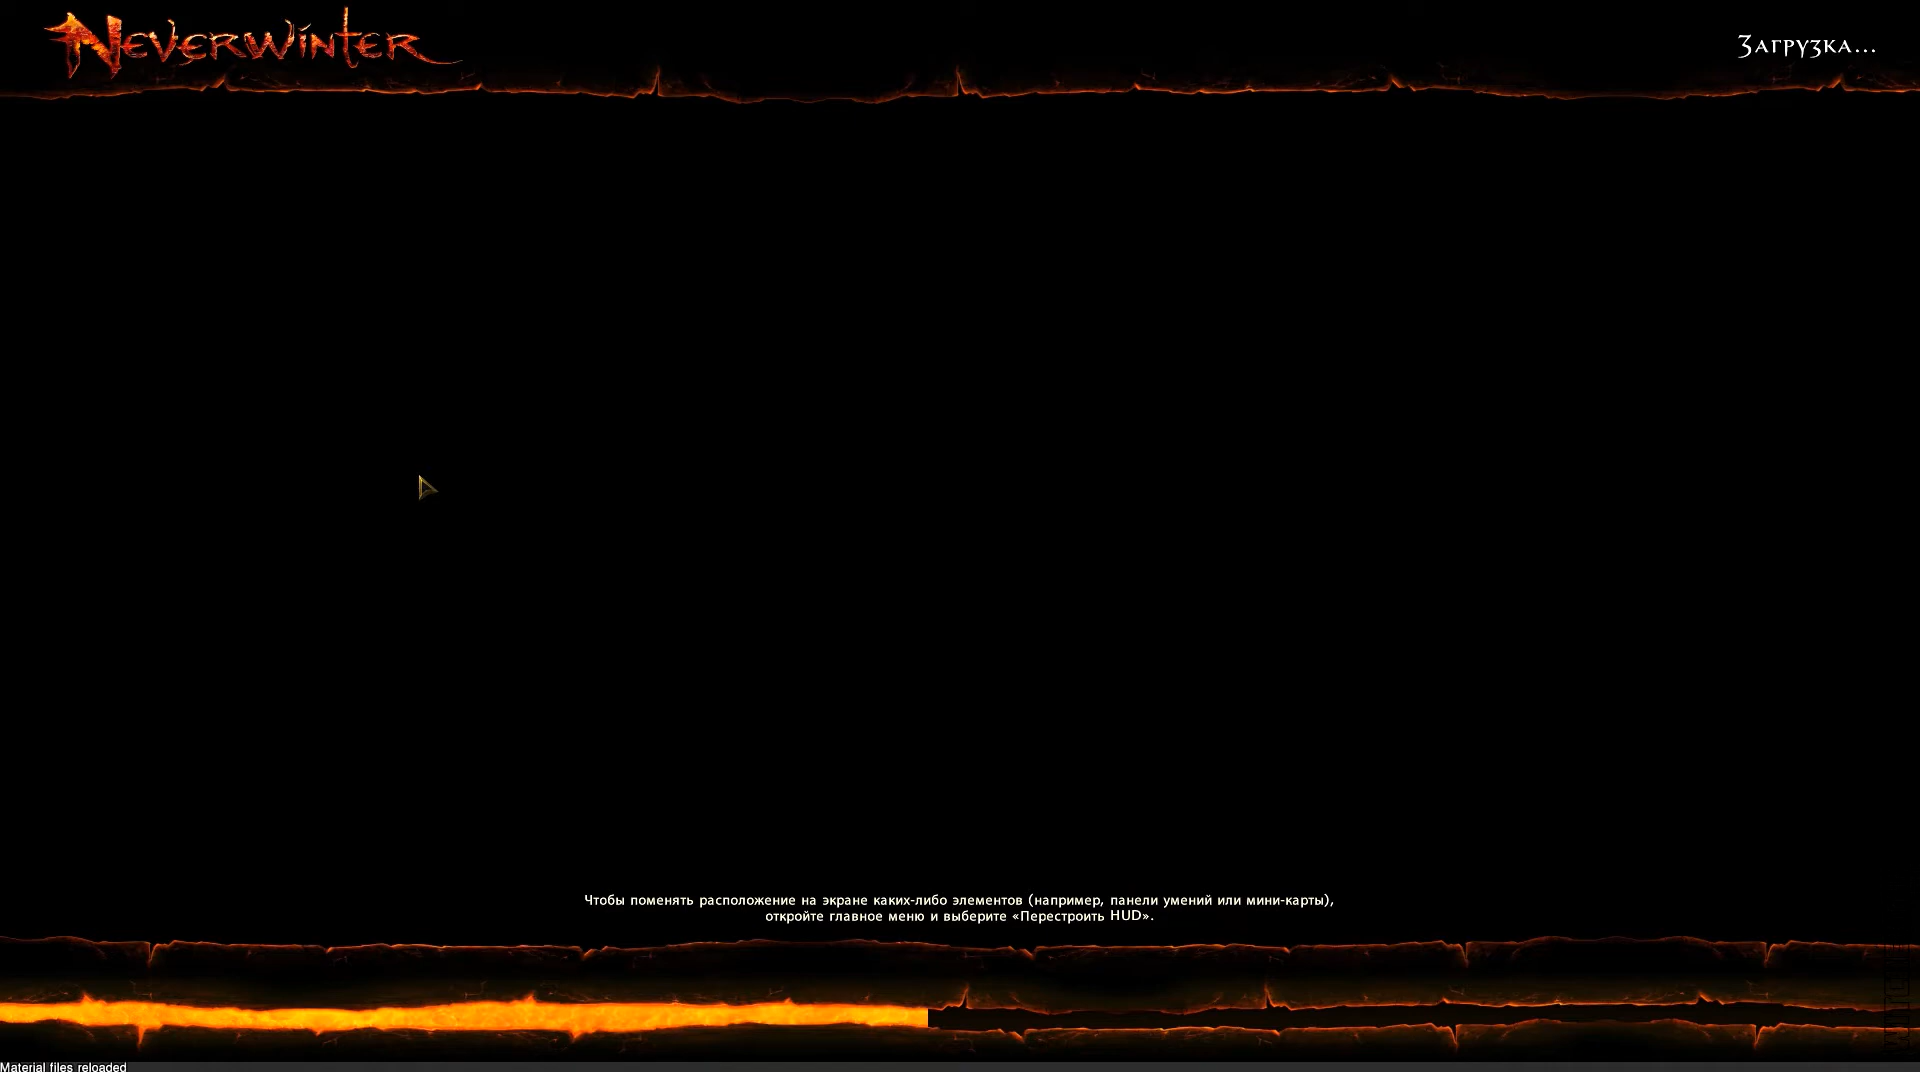 Neverwinter
Загрузка...
Чтобы поменять расположение на экране каких-либо элементов (например, панели умений или мини-карты),
откройте главное меню и выберите «Перестроить HUD».
Material files reloaded